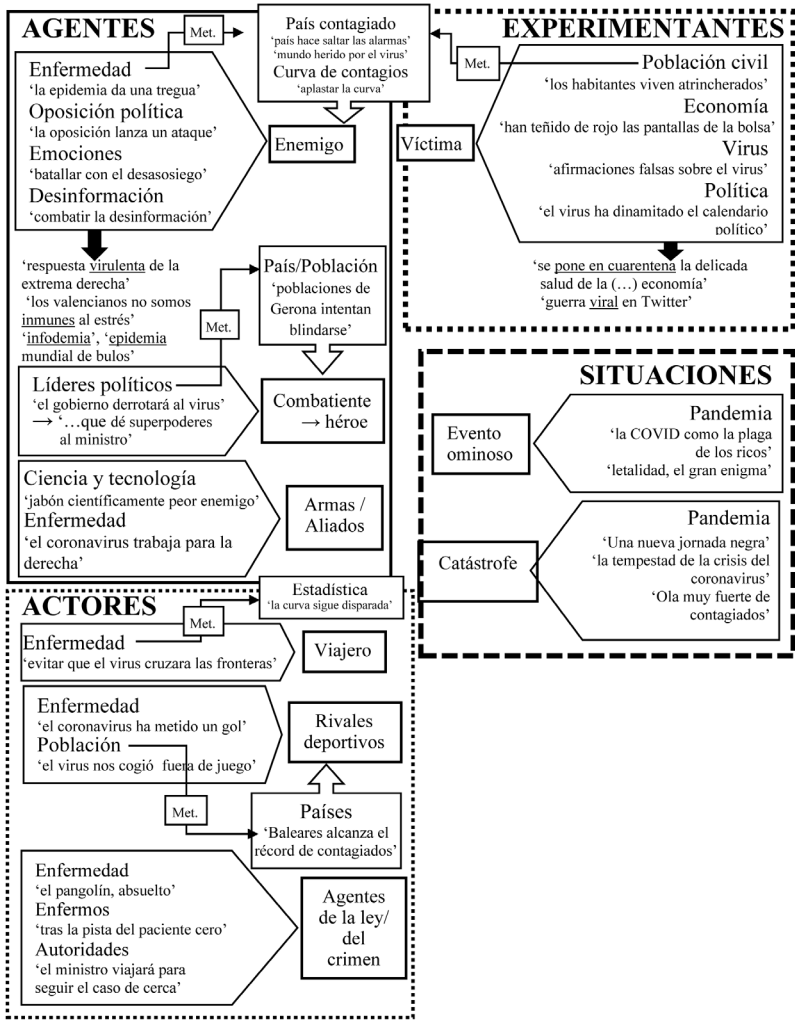 AGENTES
Met.
País contagiado
‘país hace saltar las alarmas’
‘mundo herido por el virus’
Curva de contagios
‘aplastar la curva’
Enfermedad
‘la epidemia da una tregua’
Oposición política
‘la oposición lanza un ataque’
Emociones
‘batallar con el desasosiego’
Desinformación
‘combatir la desinformación’
Enemigo
‘respuesta virulenta de la
extrema derecha’
‘los valencianos no somos
inmunes al estrés’
‘infodemia’, ‘epidemia
mundial de bulos’
Met.
País/Población
‘poblaciones de
Gerona intentan
blindarse’
Líderes políticos
‘el gobierno derrotará al virus’
→ ‘…que dé superpoderes
al ministro’
Combatiente
→ héroe
Ciencia y tecnología
‘jabón científicamente peor enemigo’
Enfermedad
‘el coronavirus trabaja para la
derecha’
Armas /
Aliados
EXPERIMENTANTES
Met.
Población civil
‘los habitantes viven atrincherados’
Economía
‘han teñido de rojo las pantallas de la bolsa’
Virus
‘afirmaciones falsas sobre el virus’
Política
‘el virus ha dinamitado el calendario
político’
Víctima
‘se pone en cuarentena la delicada
salud de la (…) economía’
‘guerra viral en Twitter’
SITUACIONES
Evento
ominoso
Pandemia
‘la COVID como la plaga
de los ricos’
‘letalidad, el gran enigma’
Catástrofe
Pandemia
‘Una nueva jornada negra’
‘la tempestad de la crisis del
coronavirus’
‘Ola muy fuerte de
contagiados’
ACTORES
Met.
Estadística
‘la curva sigue disparada’
Enfermedad
‘evitar que el virus cruzara las fronteras’
Viajero
Enfermedad
‘el coronavirus ha metido un gol’
Población
‘el virus nos cogió fuera de juego’
Rivales
deportivos
Met.
Países
‘Baleares alcanza el
récord de contagiados’
Enfermedad
‘el pangolín, absuelto’
Enfermos
‘tras la pista del paciente cero’
Autoridades
‘el ministro viajará para
seguir el caso de cerca’
Agentes
de la ley/
del
crimen